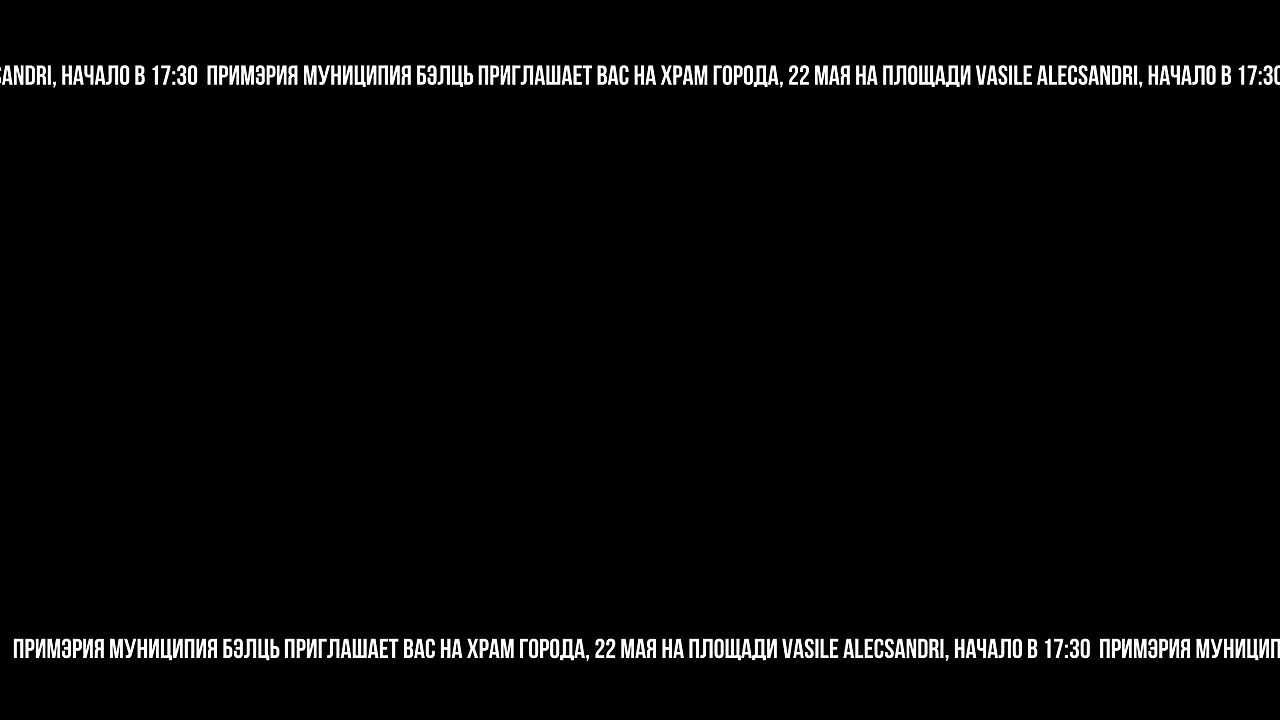 SANDRI, НАЧАЛО В 17:30 ПРИМЭРИЯ МУНИЦИПИЯ БЭЛЦЬ ПРИГЛАШАЕТ ВАС НА ХРАМ ГОРОДА, 22 МАЯ НА ПЛОЩАДИ VASILE ALECSANDRI, НАЧАЛО В 17:30
ПРИМЭРИЯ МУНИЦИПИЯ БЭЛЦЬ ПРИГЛАШАЕТ ВАС НА ХРАМ ГОРОДА, 22 МАЯ НА ПЛОЩАДИ VASILE ALECSANDRI, НАЧАЛО В 17:30 ПРИМЭРИЯ МУНИЦИП